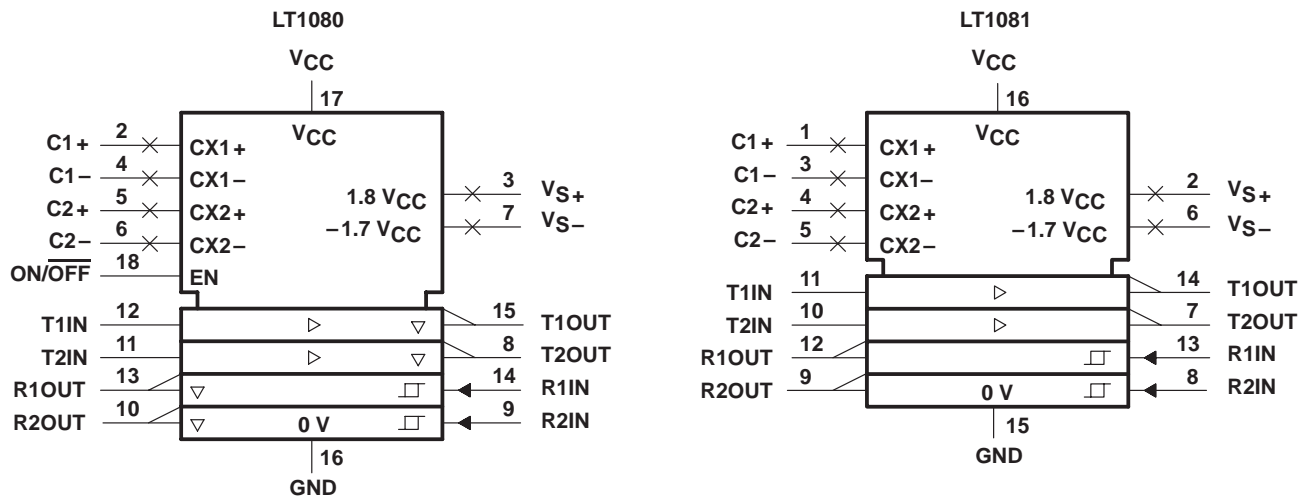 LT1080
VCC
17
VCC
C1+ 2 CX1+
C1− 4 CX1−
C2+ 5 CX2+
C2− 6 CX2−
ON/OFF 18 EN
1.8 VCC 3 VS+
−1.7 VCC 7 VS−
T1IN 12 15 T1OUT
T2IN 11 8 T2OUT
R1OUT 13 14 R1IN
R2OUT 10 0 V 9 R2IN
16
GND
LT1081
VCC
16
VCC
C1+ 1 CX1+
C1− 3 CX1−
C2+ 4 CX2+
C2− 5 CX2−
1.8 VCC 2 VS+
−1.7 VCC 6 VS−
T1IN 11 14 T1OUT
T2IN 10 7 T2OUT
R1OUT 12 13 R1IN
R2OUT 9 0 V 8 R2IN
15
GND